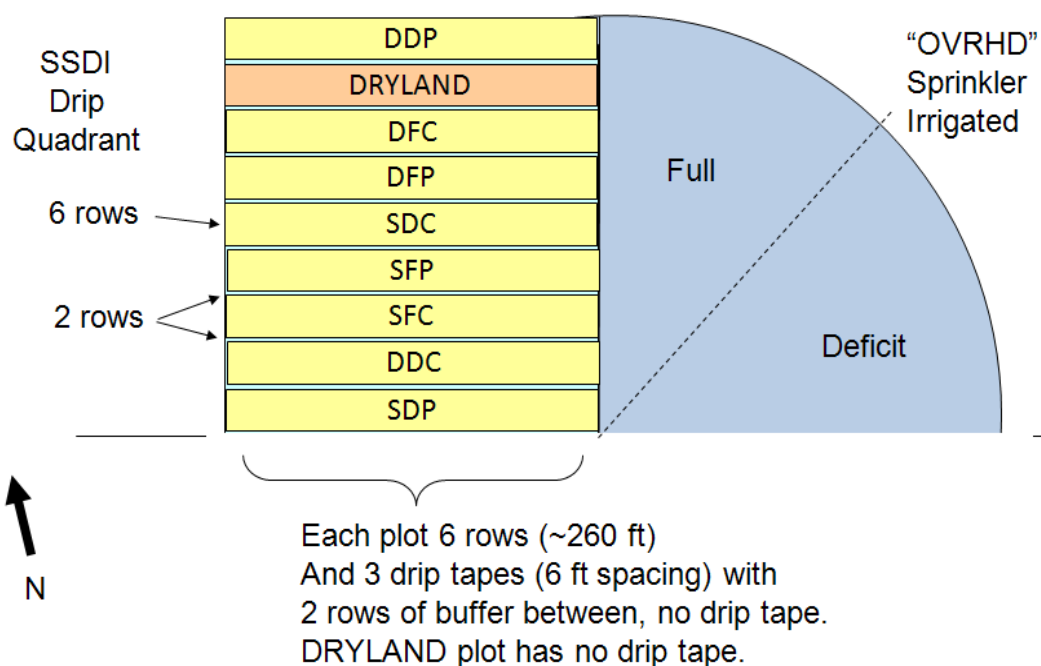 SSDI
Drip
Quadrant
6 rows
2 rows
DDP
DRYLAND
DFC
DFP
SDC
SFP
SFC
DDC
SDP
Full
Deficit
“OVRHD”
Sprinkler
Irrigated
N
Each plot 6 rows (~260 ft)
And 3 drip tapes (6 ft spacing) with
2 rows of buffer between, no drip tape.
DRYLAND plot has no drip tape.